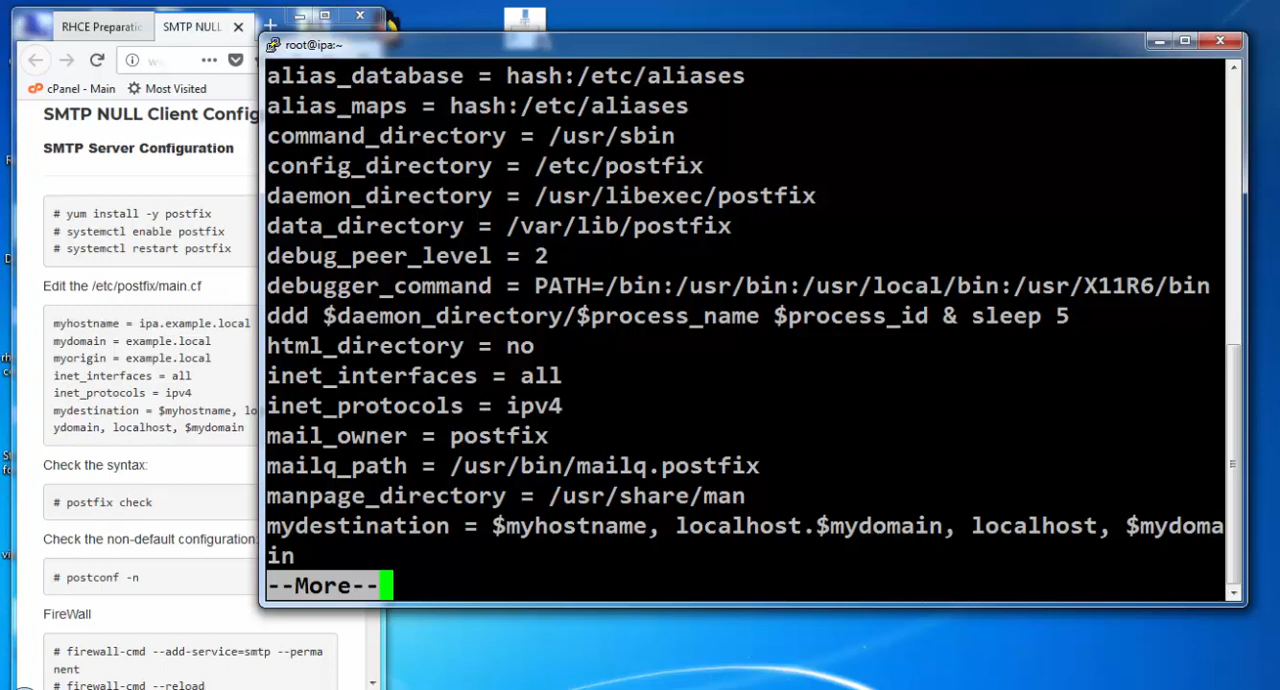 RHCE Preparatic
SMTP NULL
cPanel - Main
Most Visited
SMTP NULL Client Config
SMTP Server Configuration
# yum install -y postfix
# systemctl enable postfix
# systemctl restart postfix
Edit the /etc/postfix/main.cf
myhostname = ipa.example.local
mydomain = example.local
myorigin = example.local
inet_interfaces = all
inet_protocols = ipv4
mydestination = $myhostname, lo
ydomain, localhost, $mydomain
Check the syntax:
# postfix check
Check the non-default configuration:
# postconf -n
FireWall
# firewall-cmd --add-service=smtp --perma
nent
# firewall-cmd --reload
root@ipa:~
alias_database = hash:/etc/aliases
alias_maps = hash:/etc/aliases
command_directory = /usr/sbin
config_directory = /etc/postfix
daemon_directory = /usr/libexec/postfix
data_directory = /var/lib/postfix
debug_peer_level = 2
debugger_command = PATH=/bin:/usr/bin:/usr/local/bin:/usr/X11R6/bin
ddd $daemon_directory/$process_name $process_id & sleep 5
html_directory = no
inet_interfaces = all
inet_protocols = ipv4
mail_owner = postfix
mailq_path = /usr/bin/mailq.postfix
manpage_directory = /usr/share/man
mydestination = $myhostname, localhost.$mydomain, localhost, $mydoma
in
--More--